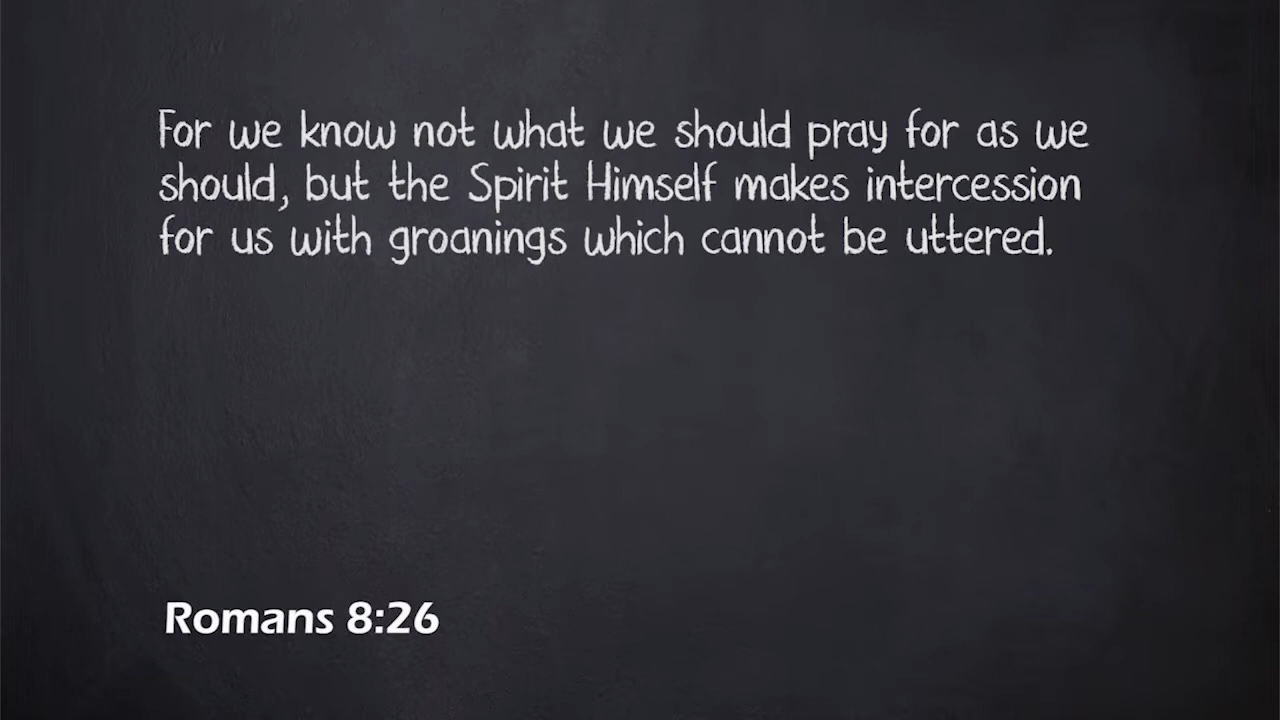 For we know not what we should pray for as we
should, but the Spirit Himself makes intercession
for us with groanings which cannot be uttered.
Romans 8:26